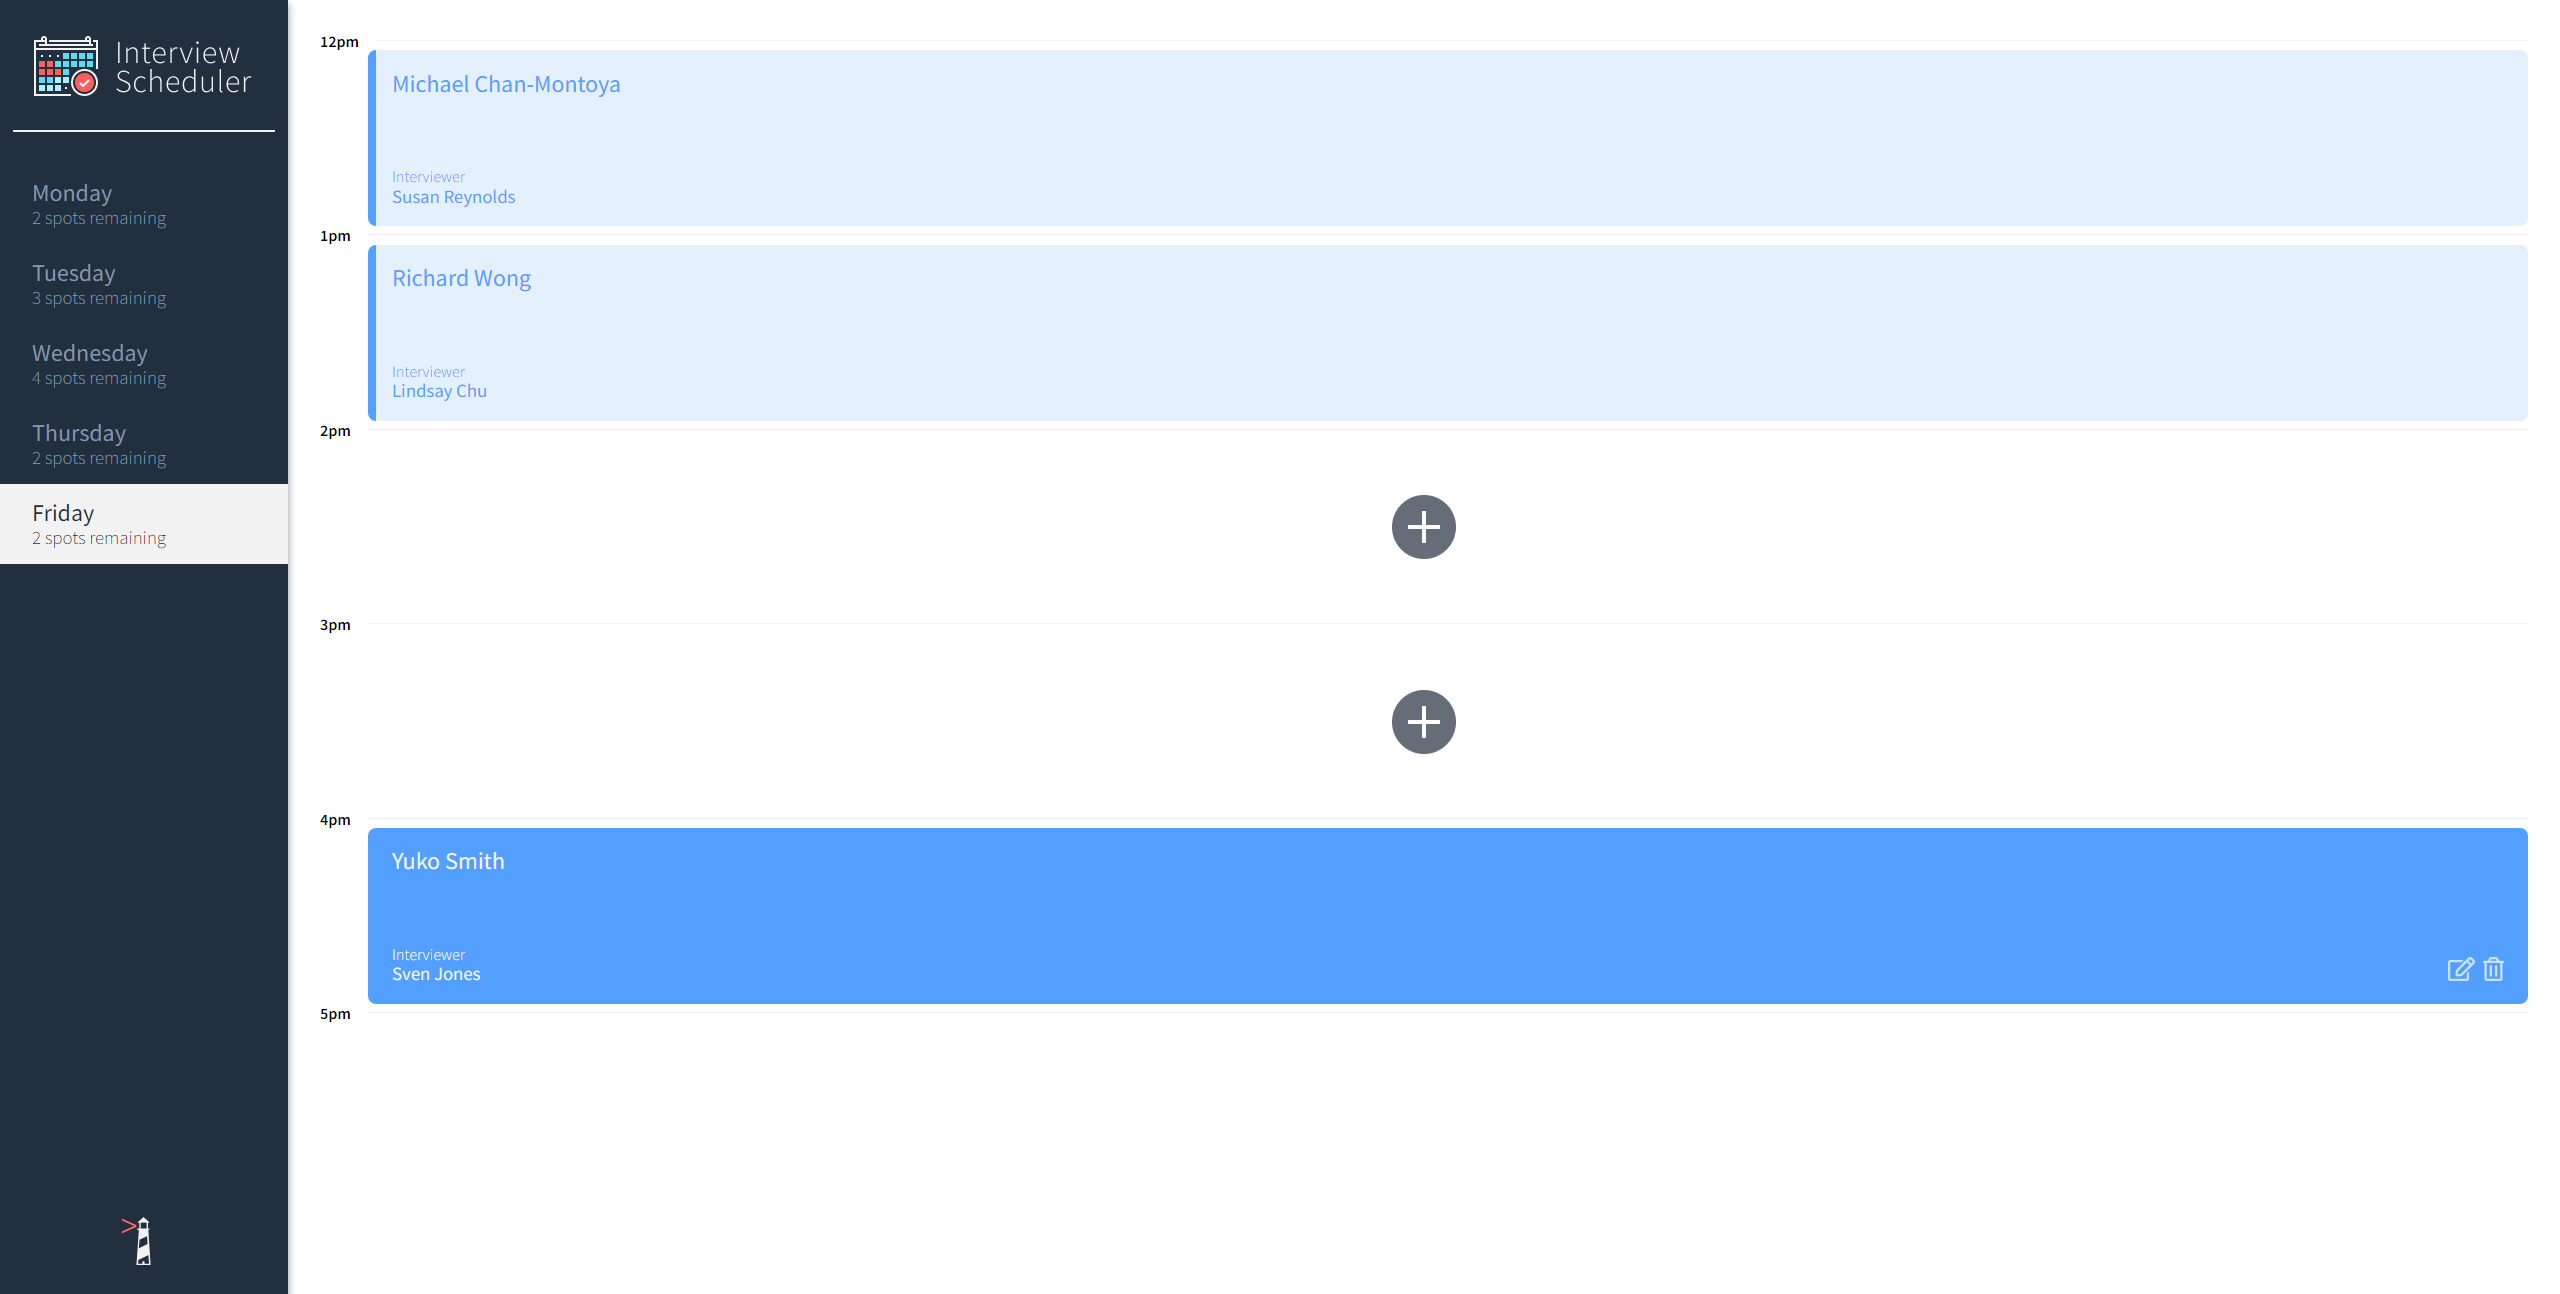 Interview
Scheduler
Monday
2 spots remaining
Tuesday
3 spots remaining
Wednesday
4 spots remaining
Thursday
2 spots remaining
Friday
2 spots remaining
12pm
Michael Chan-Montoya
Interviewer
Susan Reynolds
1pm
Richard Wong
Interviewer
Lindsay Chu
2pm
3pm
4pm
Yuko Smith
Interviewer
Sven Jones
5pm